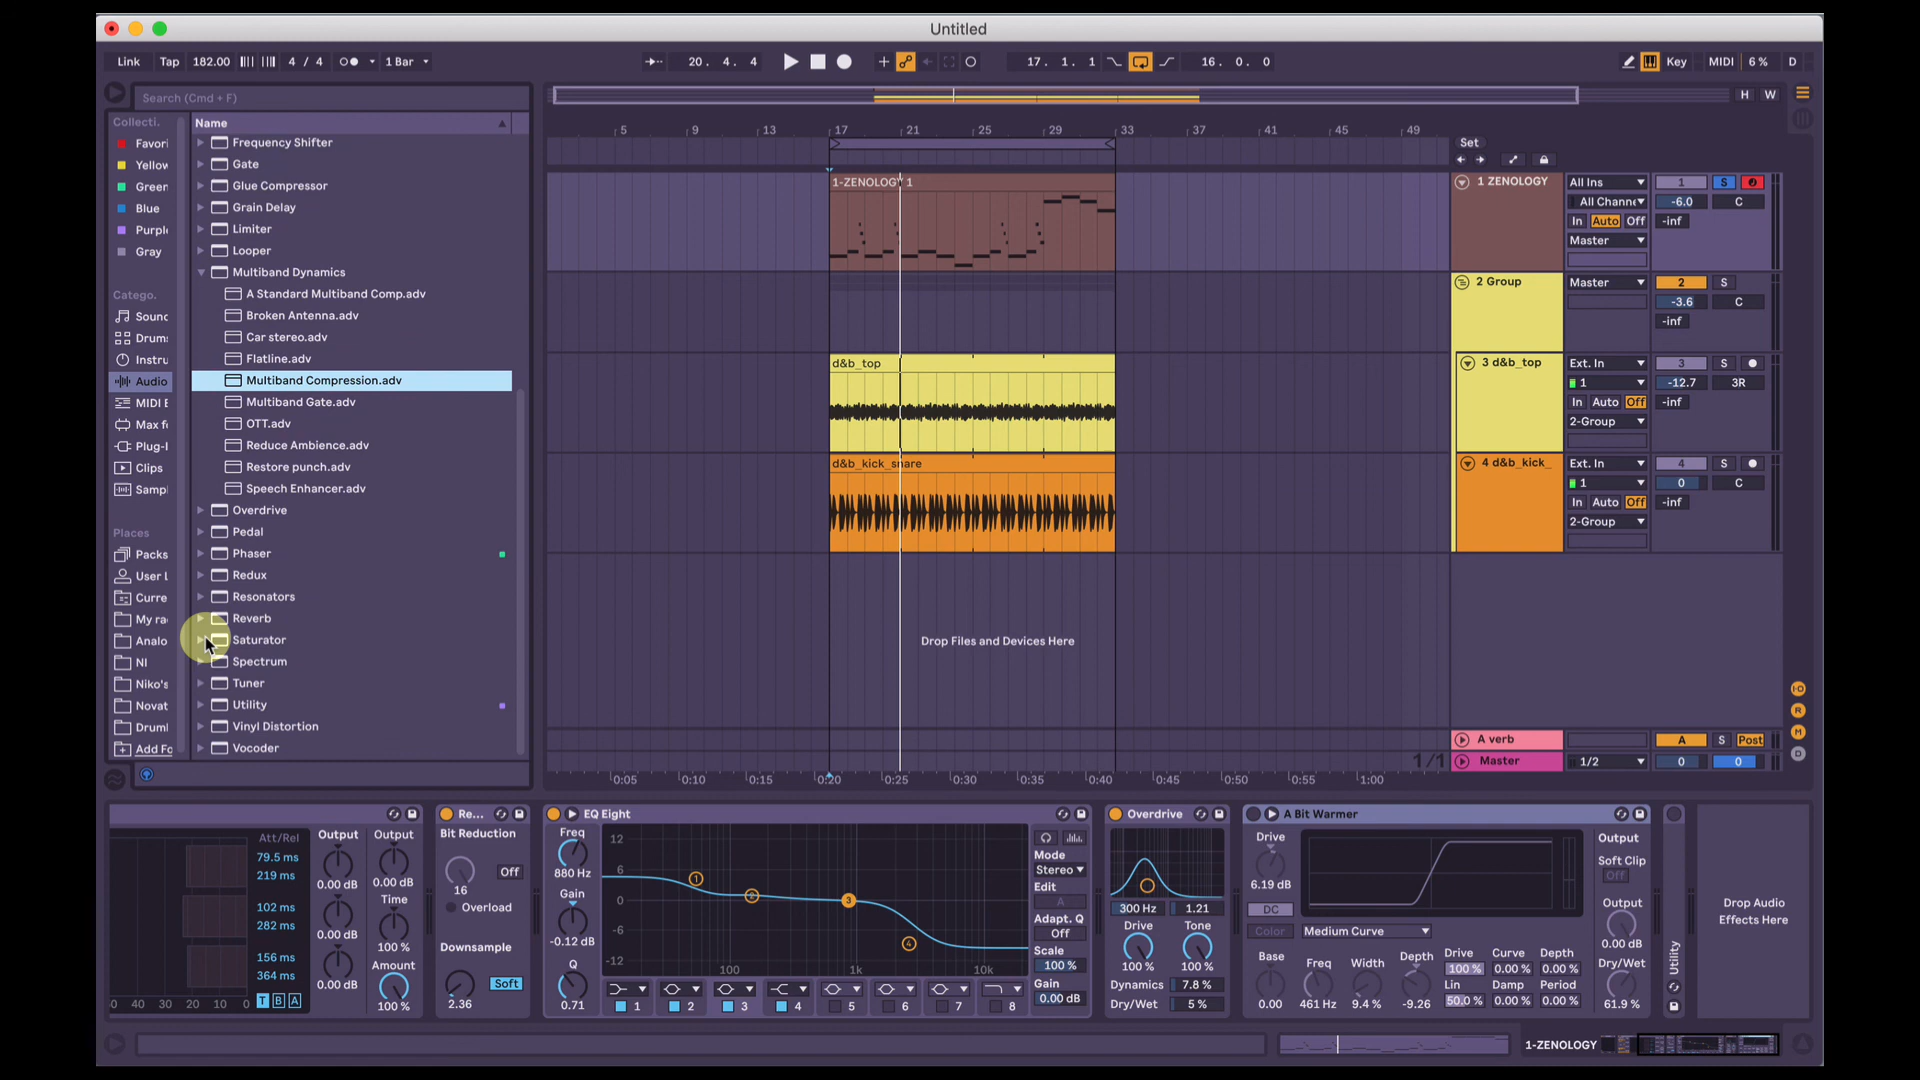 Untitled
Link Tap 182.00 4 / 4 1 Bar 20. 4. 4 17. 1. 1 16. 0. 0 Key MIDI 6 % D
Search (Cmd + F)
H W
Collecti.
Favori
Yellow
Green
Blue
Purpl
Gray
Catego.
Sound
Drums
Instru
Audio
MIDI E
Max fo
Plug-I
Clips
Sampl
Places
Packs
User L
Curre
My ra
Analo
NI
Niko's
Novat
Druml
Add Fo
Name
Frequency Shifter
Gate
Glue Compressor
Grain Delay
Limiter
Looper
Multiband Dynamics
A Standard Multiband Comp.adv
Broken Antenna.adv
Car stereo.adv
Flatline.adv
Multiband Compression.adv
Multiband Gate.adv
OTT.adv
Reduce Ambience.adv
Restore punch.adv
Speech Enhancer.adv
Overdrive
Pedal
Phaser
Redux
Resonators
Reverb
Saturator
Spectrum
Tuner
Utility
Vinyl Distortion
Vocoder
5 9 13 17 21 25 29 33 37 41 45 49
Set
1-ZENOLOGY 1
d&b_top
d&b_kick_snare
Drop Files and Devices Here
1/1
0:05 0:10 0:15 0:20 0:25 0:30 0:35 0:40 0:50 0:55 1:00
1 ZENOLOGY All Ins 1 S
All Channe -6.0 C
In Auto Off -inf
Master
2 Group Master 2 S
-3.6 C
-inf
3 d&b_top Ext. In 3 S
1 -12.7 3R
In Auto Off -inf
2-Group
4 d&b_kick_ Ext. In 4 S
1 0 C
In Auto Off -inf
2-Group
I·O
R
M
D
A verb A S Post
Master 1/2 0 0
Att/Rel
79.5 ms
219 ms
102 ms
282 ms
156 ms
364 ms
T B A
40 30 20 10 0
Output
0.00 dB
0.00 dB
0.00 dB
Output
0.00 dB
Time
100 %
Amount
100 %
Re...
Bit Reduction
Off
16
Overload
Downsample
Soft
2.36
EQ Eight
Freq
880 Hz
Gain
-0.12 dB
Q
0.71
12
6
0
-6
-12
100 1k 10k
1 2 3 4
1 2 3 4 5 6 7 8
Mode
Stereo
Edit
A
Adapt. Q
Off
Scale
100 %
Gain
0.00 dB
Overdrive
300 Hz 1.21
Drive Tone
100 % 100 %
Dynamics 7.8 %
Dry/Wet 5 %
A Bit Warmer
Drive
6.19 dB
DC
Color Medium Curve
Base Freq Width Depth
0.00 461 Hz 9.4 % -9.26
Drive Curve Depth
100 % 0.00 % 0.00 %
Lin Damp Period
50.0 % 0.00 % 0.00 %
Output
Soft Clip
Off
Output
0.00 dB
Dry/Wet
61.9 %
Utility
Drop Audio
Effects Here
1-ZENOLOGY